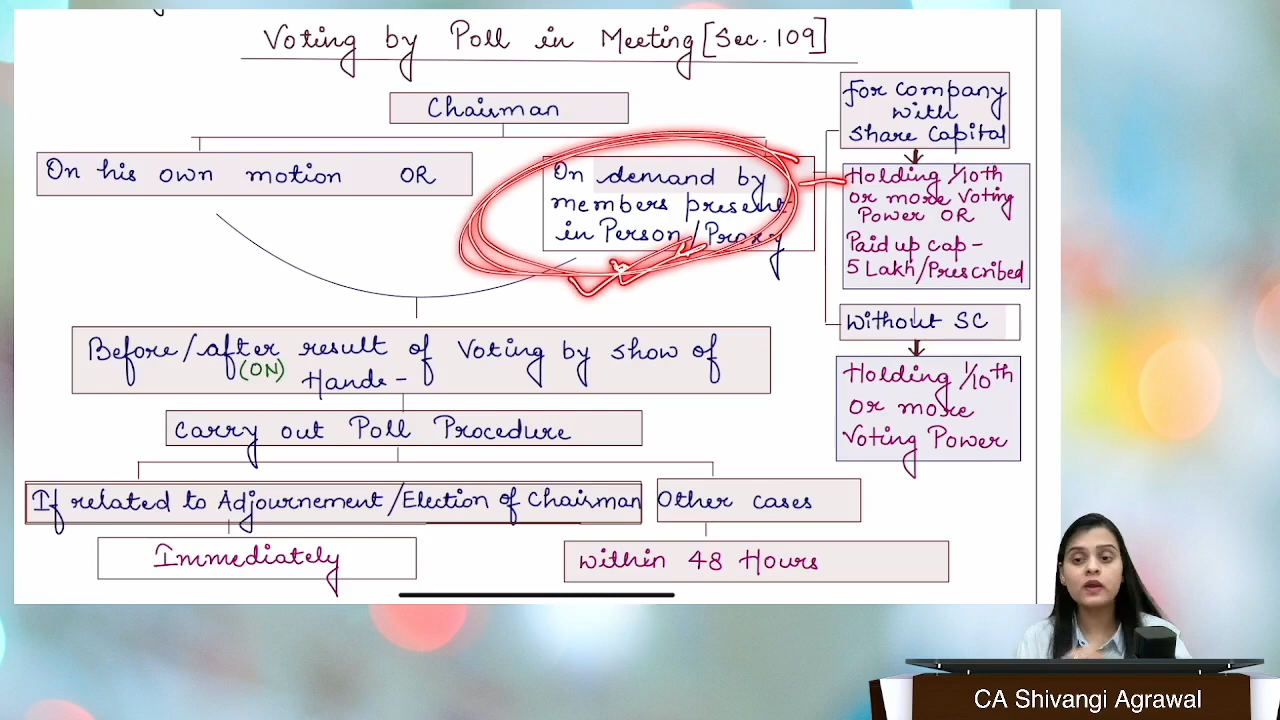 Voting by Poll in Meeting [Sec. 109]
Chairman
On his own motion OR
On demand by
members present
in Person/Proxy
For company
with
share capital
Holding 1/10th
or more Voting
Power OR
Paid up cap -
5 Lakh/Prescribed
without SC
Holding 1/10th
or more
Voting Power
Before/after result of Voting by show of
(ON) Hands -
carry out Poll Procedure
If related to Adjournement/Election of Chairman
Other cases
Immediately
within 48 Hours
CA Shivangi Agrawal